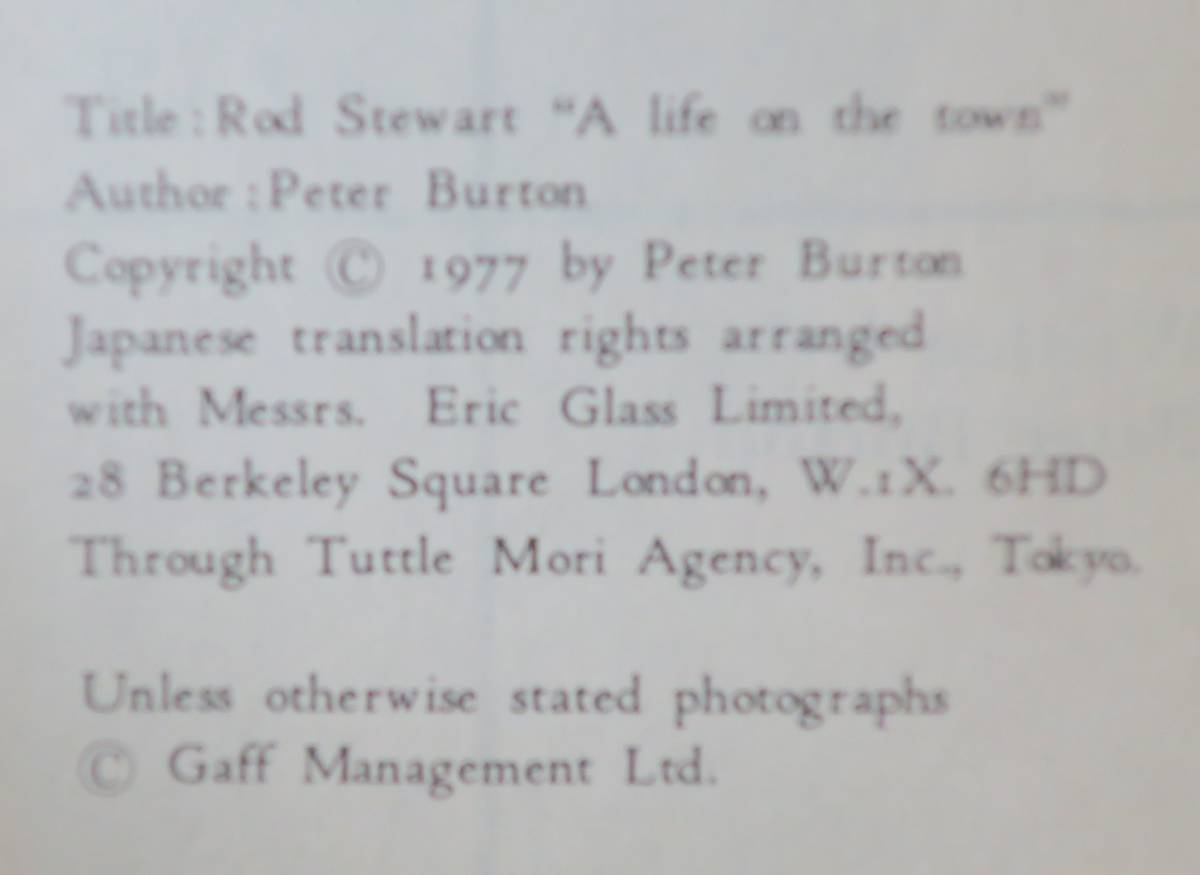 Title : Rod Stewart “A life on the town”
Author : Peter Burton
Copyright © 1977 by Peter Burton
Japanese translation rights arranged
with Messrs. Eric Glass Limited,
28 Berkeley Square London, W.1X. 6HD
Through Tuttle Mori Agency, Inc., Tokyo.
Unless otherwise stated photographs
© Gaff Management Ltd.